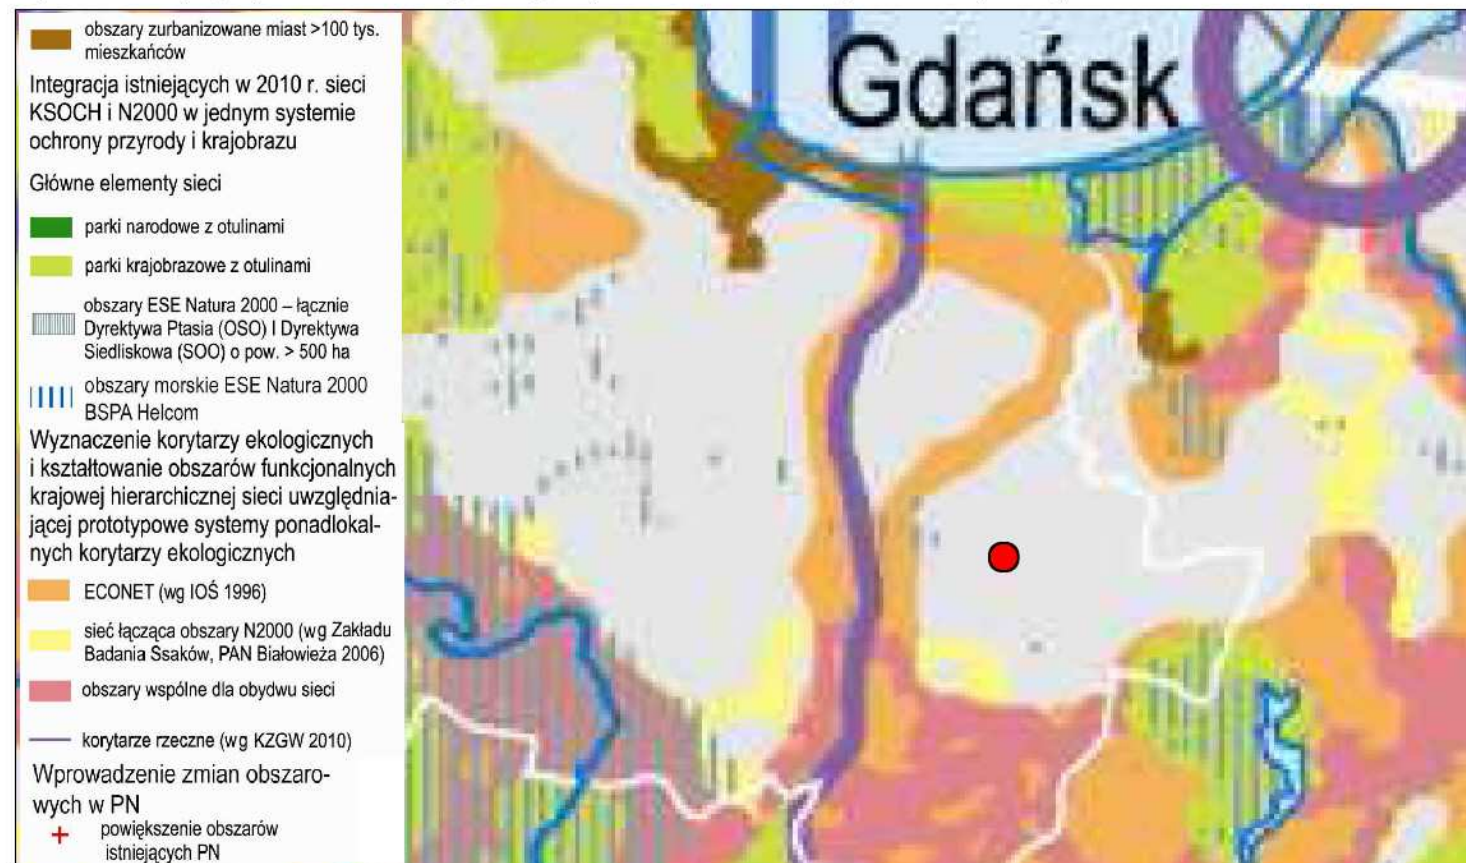 obszary zurbanizowane miast >100 tys.
mieszkańców
Integracja istniejących w 2010 r. sieci
KSOCH i N2000 w jednym systemie
ochrony przyrody i krajobrazu
Główne elementy sieci
parki narodowe z otulinami
parki krajobrazowe z otulinami
obszary ESE Natura 2000 – łącznie
Dyrektywa Ptasia (OSO) I Dyrektywa
Siedliskowa (SOO) o pow. > 500 ha
obszary morskie ESE Natura 2000
BSPA Helcom
Wyznaczenie korytarzy ekologicznych
i kształtowanie obszarów funkcjonalnych
krajowej hierarchicznej sieci uwzględnia-
jącej prototypowe systemy ponadlokal-
nych korytarzy ekologicznych
ECONET (wg IOŚ 1996)
sieć łącząca obszary N2000 (wg Zakładu
Badania Ssaków, PAN Białowieża 2006)
obszary wspólne dla obydwu sieci
korytarze rzeczne (wg KZGW 2010)
Wprowadzenie zmian obszaro-
wych w PN
powiększenie obszarów
istniejących PN
Gdańsk